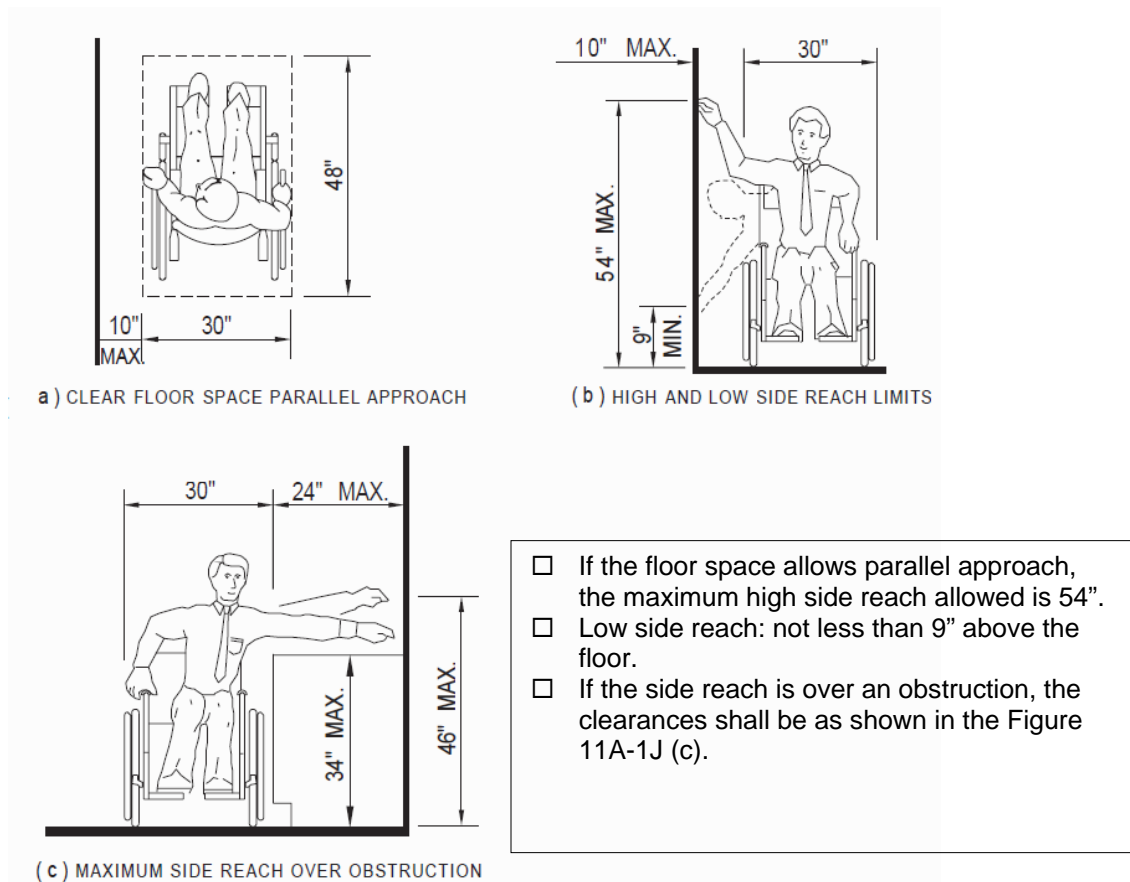 48"
10"
MAX.
30"
a ) CLEAR FLOOR SPACE PARALLEL APPROACH
10" MAX.
30"
54" MAX.
9"
MIN.
( b ) HIGH AND LOW SIDE REACH LIMITS
30"
24" MAX.
34" MAX.
46" MAX.
( c ) MAXIMUM SIDE REACH OVER OBSTRUCTION
☐ If the floor space allows parallel approach,
the maximum high side reach allowed is 54”.
☐ Low side reach: not less than 9” above the
floor.
☐ If the side reach is over an obstruction, the
clearances shall be as shown in the Figure
11A-1J (c).